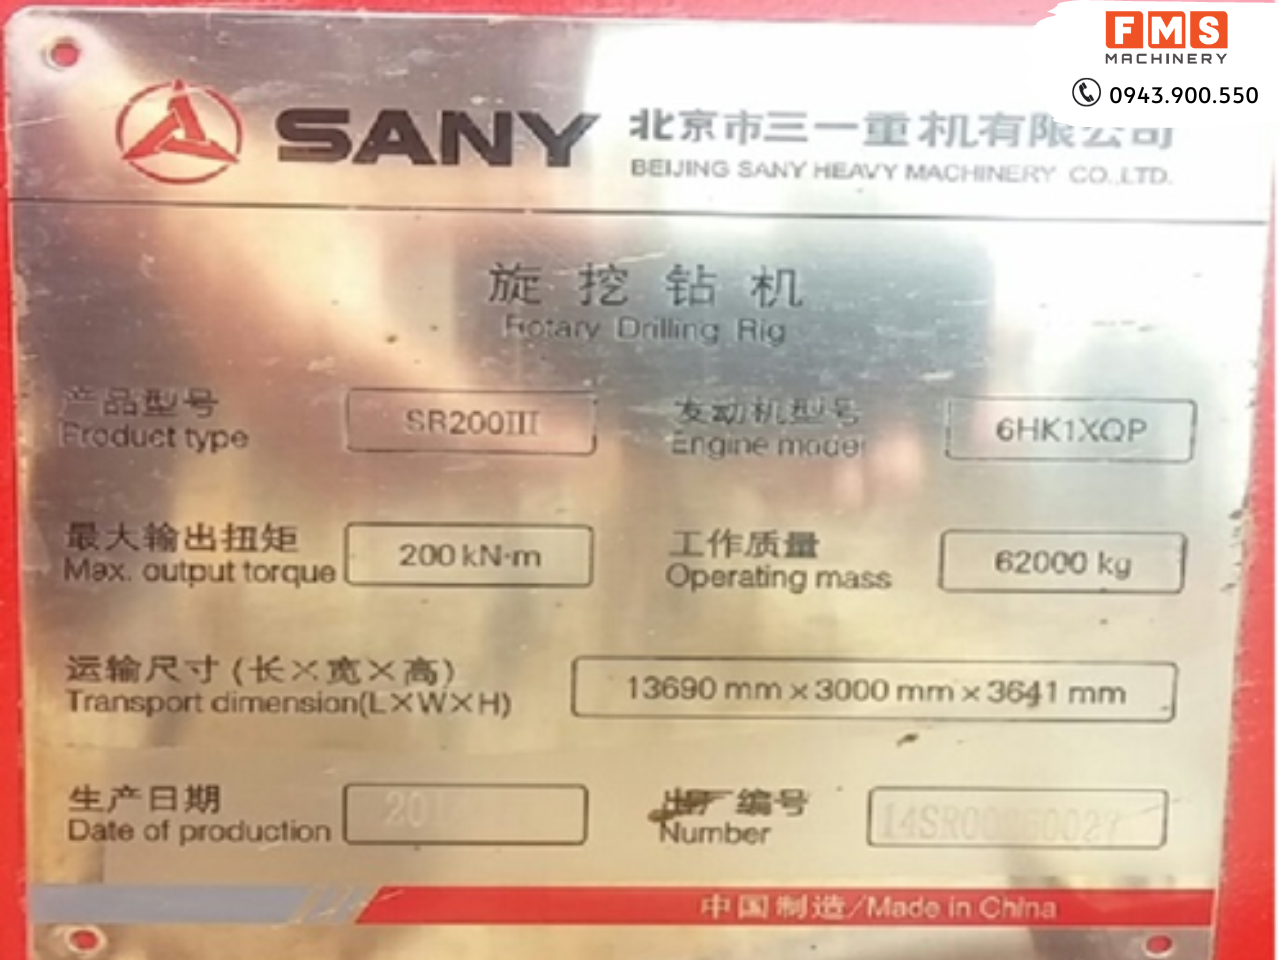 FMS
MACHINERY
0943.900.550
SANY 北京市三一重机有限公司
BEIJING SANY HEAVY MACHINERY CO.,LTD.
旋挖钻机
Rotary Drilling Rig
产品型号
Product type
SR200III
发动机型号
Engine model
6HK1XQP
最大输出扭矩
Max. output torque
200 kN·m
工作质量
Operating mass
62000 kg
运输尺寸(长×宽×高)
Transport dimension(L×W×H)
13690 mm × 3000 mm × 3641 mm
生产日期
Date of production
出厂编号
Number
中国制造/Made in China